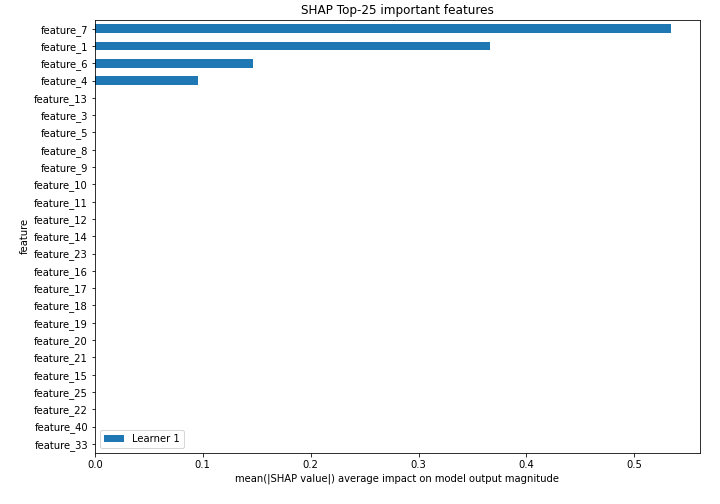 SHAP Top-25 important features
feature_7
feature_1
feature_6
feature_4
feature_13
feature_3
feature_5
feature_8
feature_9
feature_10
feature_11
feature_12
feature_14
feature_23
feature_16
feature_17
feature_18
feature_19
feature_20
feature_21
feature_15
feature_25
feature_22
feature_40
feature_33
feature
Learner 1
0.0 0.1 0.2 0.3 0.4 0.5
mean(|SHAP value|) average impact on model output magnitude